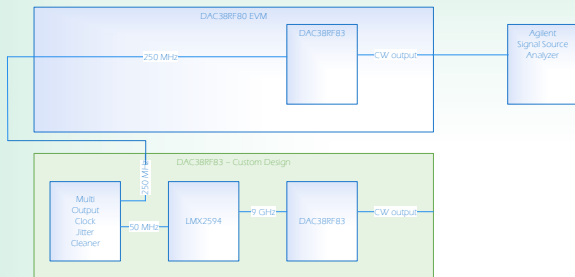 DAC38RF80 EVM
DAC38RF83
250 MHz
CW output
Agilent
Signal Source
Analyzer
DAC38RF83 – Custom Design
250 MHz
Multi
Output
Clock
Jitter
Cleaner
50 MHz
LMX2594
9 GHz
DAC38RF83
CW output